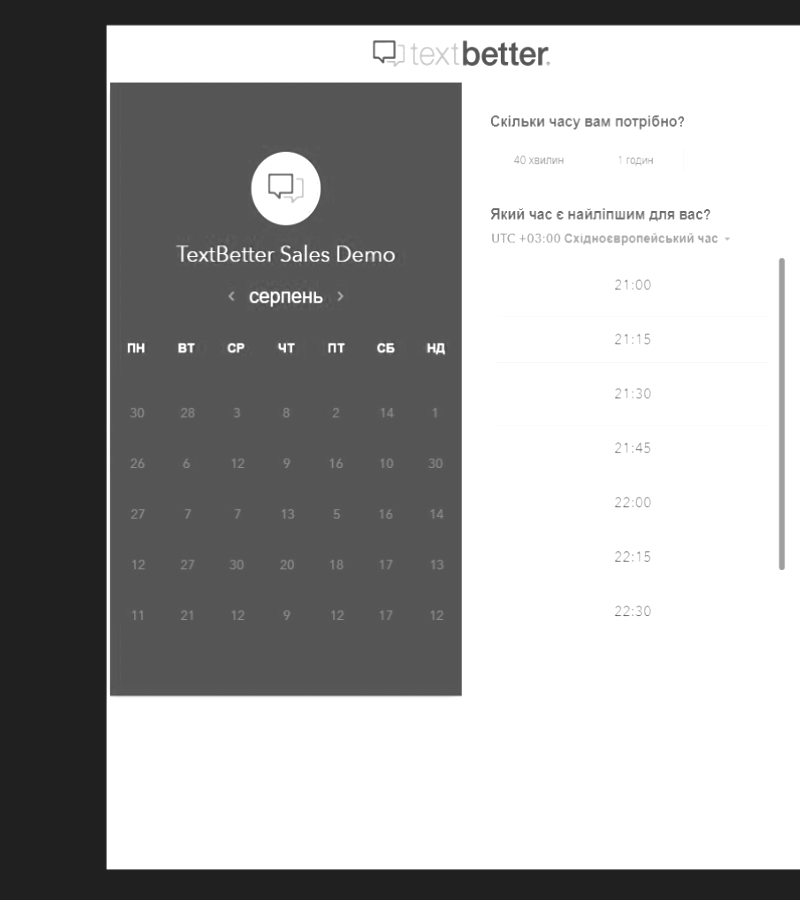 textbetter.
TextBetter Sales Demo
‹ серпень ›
ПН ВТ СР ЧТ ПТ СБ НД
30 28 3 8 2 14 1
26 6 12 9 16 10 30
27 7 7 13 5 16 14
12 27 30 20 18 17 13
11 21 12 9 12 17 12
Скільки часу вам потрібно?
40 хвилин 1 годин
Який час є найліпшим для вас?
UTC +03:00 Східноєвропейський час
21:00
21:15
21:30
21:45
22:00
22:15
22:30